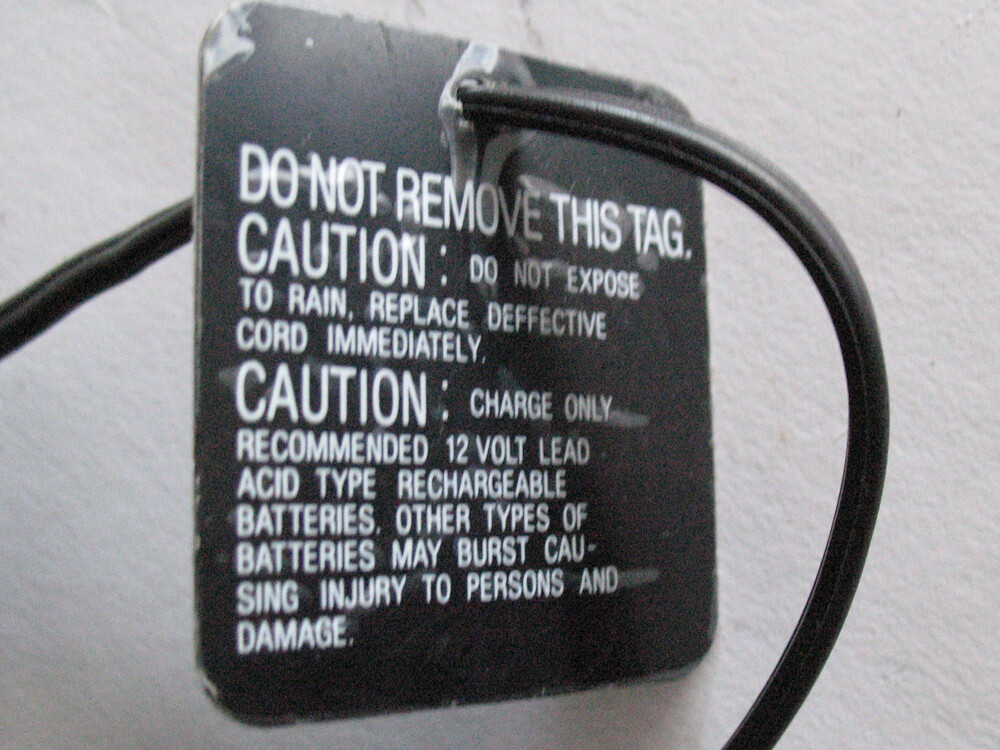 DO NOT REMOVE THIS TAG.
CAUTION : DO NOT EXPOSE
TO RAIN, REPLACE DEFFECTIVE
CORD IMMEDIATELY.
CAUTION : CHARGE ONLY
RECOMMENDED 12 VOLT LEAD
ACID TYPE RECHARGEABLE
BATTERIES. OTHER TYPES OF
BATTERIES MAY BURST CAU-
SING INJURY TO PERSONS AND
DAMAGE.